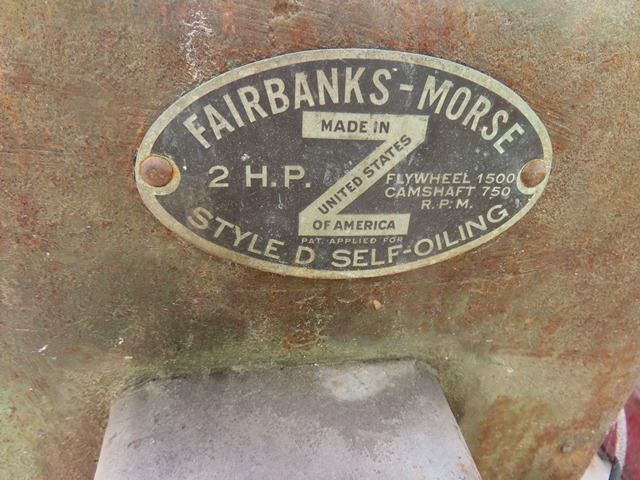 FAIRBANKS-MORSE
MADE IN
UNITED STATES
OF AMERICA
2 H.P.
Z
FLYWHEEL 1500
CAMSHAFT 750
R.P.M.
PAT. APPLIED FOR
STYLE D SELF-OILING